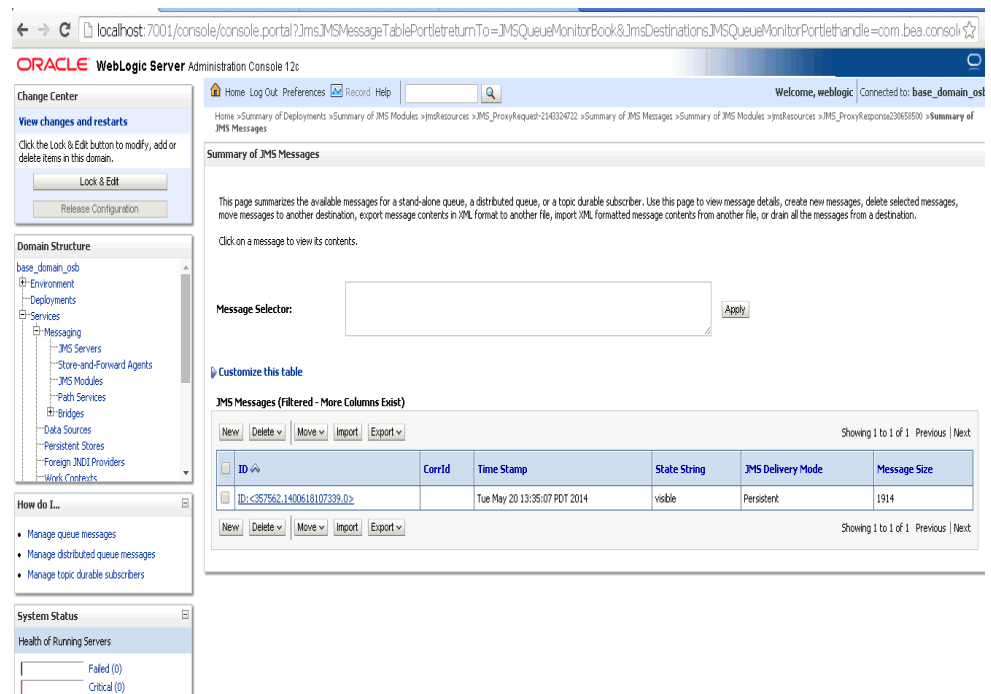 localhost:7001/console/console.portal?JmsJMSMessageTablePortletreturnTo=JMSQueueMonitorBook&JmsDestinationsJMSQueueMonitorPortlethandle=com.bea.consol
ORACLE WebLogic Server Administration Console 12c
Change Center
View changes and restarts
Click the Lock & Edit button to modify, add or
delete items in this domain.
Lock & Edit
Release Configuration
Domain Structure
base_domain_osb
Environment
Deployments
Services
Messaging
JMS Servers
Store-and-Forward Agents
JMS Modules
Path Services
Bridges
Data Sources
Persistent Stores
Foreign JNDI Providers
Work Contexts
How do I...
Manage queue messages
Manage distributed queue messages
Manage topic durable subscribers
System Status
Health of Running Servers
Failed (0)
Critical (0)
Home Log Out Preferences Record Help
Welcome, weblogic Connected to: base_domain_osb
Home >Summary of Deployments >Summary of JMS Modules >jmsResources >JMS_ProxyRequest-2143324722 >Summary of JMS Messages >Summary of JMS Modules >jmsResources >JMS_ProxyResponse230658500 >Summary of
JMS Messages
Summary of JMS Messages
This page summarizes the available messages for a stand-alone queue, a distributed queue, or a topic durable subscriber. Use this page to view message details, create new messages, delete selected messages,
move messages to another destination, export message contents in XML format to another file, import XML formatted message contents from another file, or drain all the messages from a destination.
Click on a message to view its contents.
Message Selector:
Apply
Customize this table
JMS Messages (Filtered - More Columns Exist)
New Delete Move Import Export Showing 1 to 1 of 1 Previous | Next
ID CorrId Time Stamp State String JMS Delivery Mode Message Size
ID:<357562.1400618107339.0> Tue May 20 13:35:07 PDT 2014 visible Persistent 1914
New Delete Move Import Export Showing 1 to 1 of 1 Previous | Next